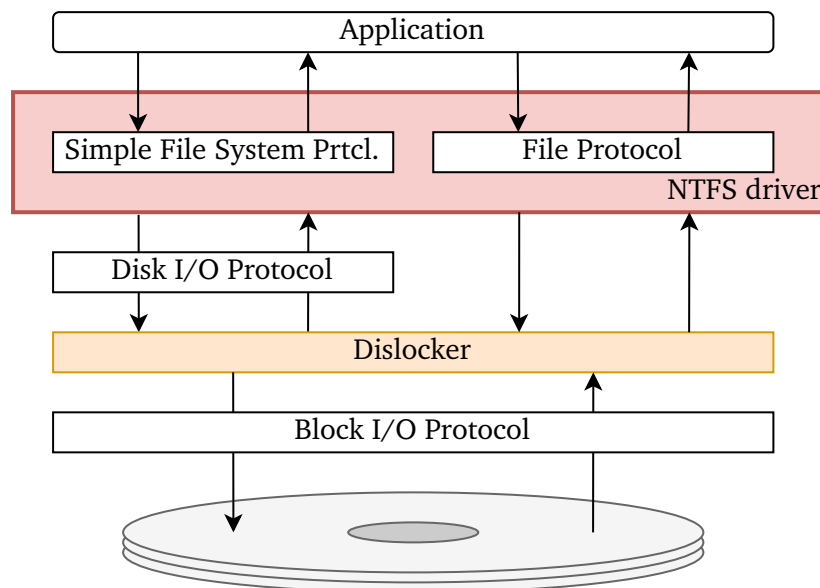 Application
Simple File System Prtcl.
File Protocol
NTFS driver
Disk I/O Protocol
Dislocker
Block I/O Protocol